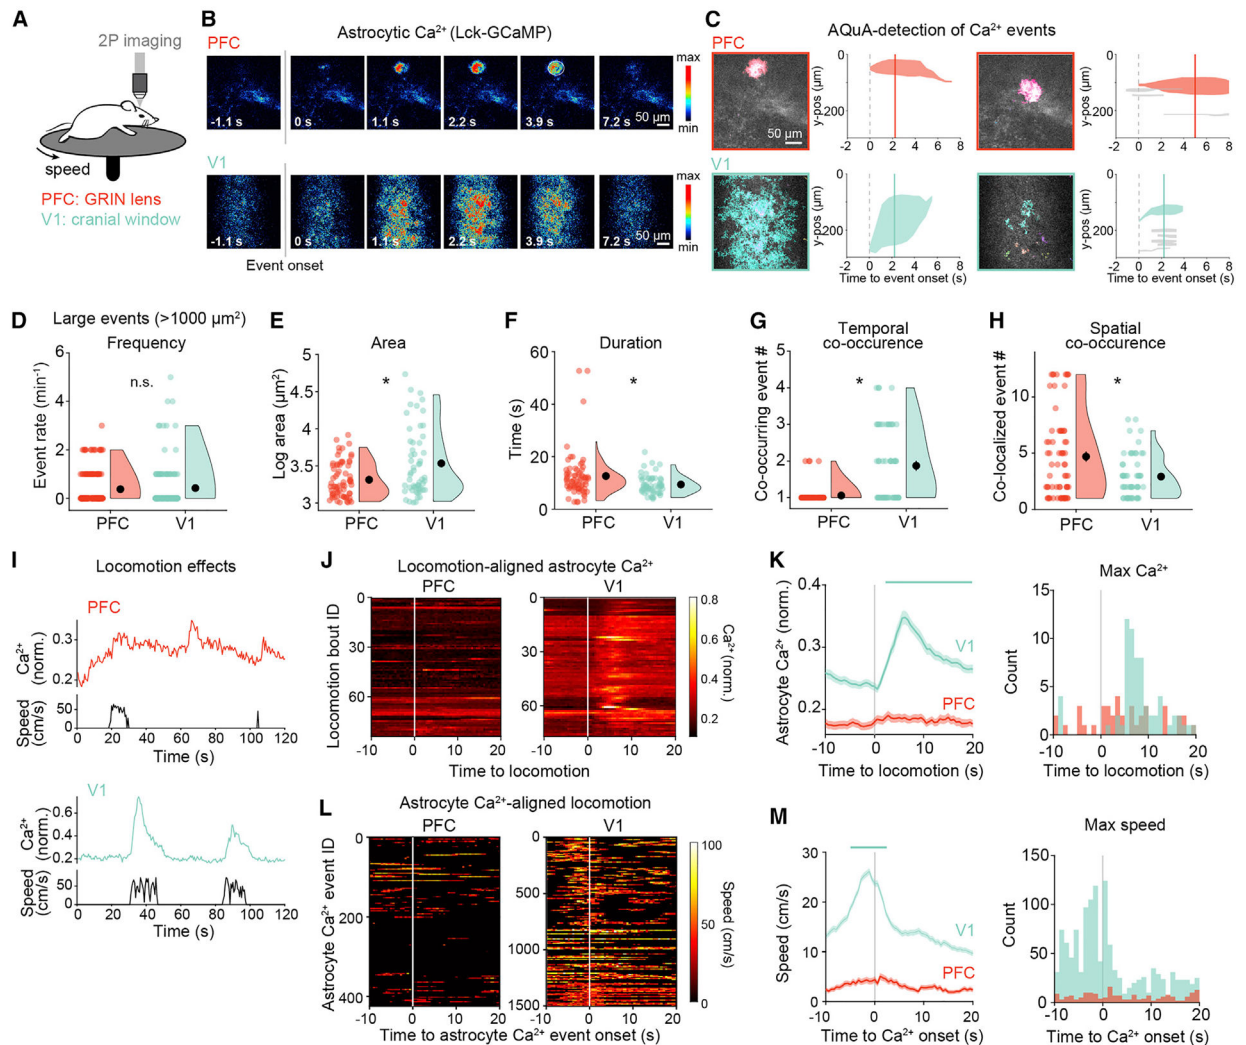 A
2P imaging
speed
PFC: GRIN lens
V1: cranial window
B
Astrocytic Ca²⁺ (Lck-GCaMP)
PFC
-1.1 s
0 s
1.1 s
2.2 s
3.9 s
7.2 s
50 µm
max
min
V1
-1.1 s
0 s
1.1 s
2.2 s
3.9 s
7.2 s
50 µm
max
min
Event onset
C
AQuA-detection of Ca²⁺ events
PFC
50 µm
y-pos (µm)
0
200
-2 0 2 4 6 8
y-pos (µm)
0
200
-2 0 2 4 6 8
V1
y-pos (µm)
0
200
-2 0 2 4 6 8
Time to event onset (s)
y-pos (µm)
0
200
-2 0 2 4 6 8
Time to event onset (s)
D
Large events (>1000 µm²)
Frequency
n.s.
Event rate (min⁻¹)
6
4
2
0
PFC
V1
E
Area
*
Log area (µm²)
5
4.5
4
3.5
3
PFC
V1
F
Duration
*
Time (s)
60
40
20
0
PFC
V1
G
Temporal
co-occurence
*
Co-occurring event #
5
4
3
2
1
PFC
V1
H
Spatial
co-occurence
*
Co-localized event #
10
5
0
PFC
V1
I
Locomotion effects
PFC
Ca²⁺
(norm.)
0.3
0.2
Speed
(cm/s)
50
0
0 20 40 60 80 100 120
Time (s)
V1
Ca²⁺
(norm.)
0.8
0.6
0.4
0.2
Speed
(cm/s)
50
0
0 20 40 60 80 100 120
Time (s)
J
Locomotion-aligned astrocyte Ca²⁺
PFC
V1
Locomotion bout ID
0
30
60
0
30
60
-10 0 10 20
-10 0 10 20
Time to locomotion
0.8
0.6
0.4
0.2
Ca²⁺(norm.)
K
Astrocyte Ca²⁺ (norm.)
0.4
0.3
0.2
V1
PFC
-10 0 10 20
Time to locomotion (s)
Max Ca²⁺
Count
15
10
5
0
-10 0 10 20
Time to locomotion (s)
L
Astrocyte Ca²⁺-aligned locomotion
PFC
V1
Astrocyte Ca²⁺ event ID
0
200
400
0
500
1000
1500
-10 0 10 20
-10 0 10 20
Time to astrocyte Ca²⁺ event onset (s)
100
50
0
Speed (cm/s)
M
Speed (cm/s)
30
20
10
0
V1
PFC
-10 0 10 20
Time to Ca²⁺ onset (s)
Max speed
Count
150
100
50
0
-10 0 10 20
Time to Ca²⁺ onset (s)